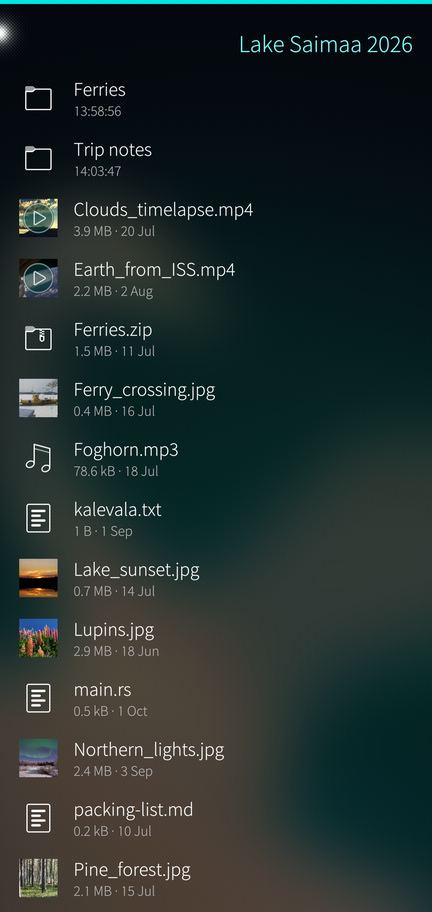 Lake Saimaa 2026
Ferries
13:58:56
Trip notes
14:03:47
Clouds_timelapse.mp4
3.9 MB · 20 Jul
Earth_from_ISS.mp4
2.2 MB · 2 Aug
Ferries.zip
1.5 MB · 11 Jul
Ferry_crossing.jpg
0.4 MB · 16 Jul
Foghorn.mp3
78.6 kB · 18 Jul
kalevala.txt
1 B · 1 Sep
Lake_sunset.jpg
0.7 MB · 14 Jul
Lupins.jpg
2.9 MB · 18 Jun
main.rs
0.5 kB · 1 Oct
Northern_lights.jpg
2.4 MB · 3 Sep
packing-list.md
0.2 kB · 10 Jul
Pine_forest.jpg
2.1 MB · 15 Jul